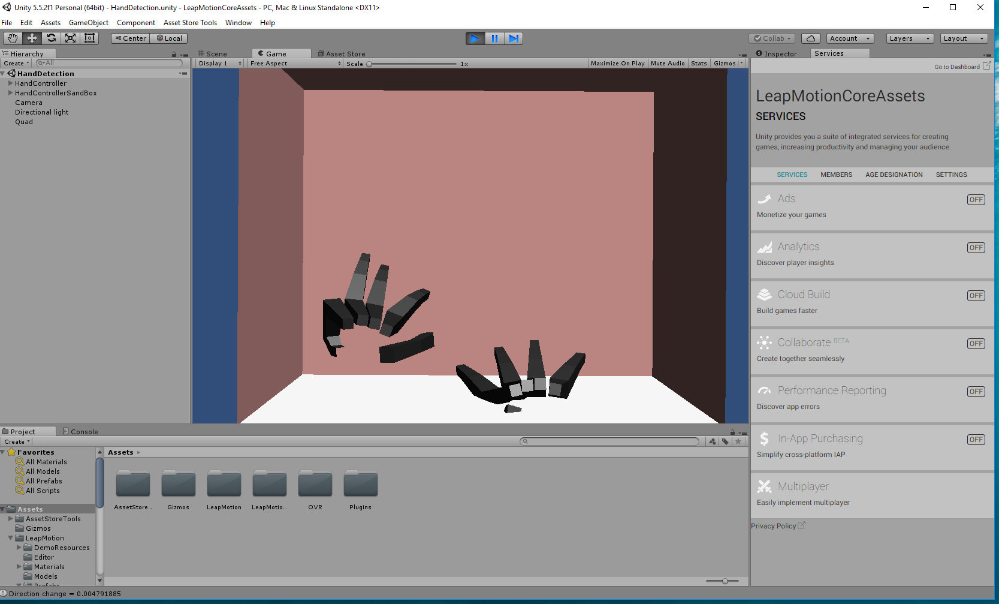 Unity 5.5.2f1 Personal (64bit) - HandDetection.unity - LeapMotionCoreAssets - PC, Mac & Linux Standalone <DX11>
File Edit Assets GameObject Component Asset Store Tools Window Help
Center Local Collab Account Layers Layout
Hierarchy
Create All
HandDetection
HandController
HandControllerSandBox
Camera
Directional light
Quad
Scene Game Asset Store
Display 1 Free Aspect Scale 1x Maximize On Play Mute Audio Stats Gizmos
Inspector Services
Go to Dashboard
LeapMotionCoreAssets
SERVICES
Unity provides you a suite of integrated services for creating
games, increasing productivity and managing your audience.
SERVICES MEMBERS AGE DESIGNATION SETTINGS
Ads OFF
Monetize your games
Analytics OFF
Discover player insights
Cloud Build OFF
Build games faster
Collaborate BETA OFF
Create together seamlessly
Performance Reporting OFF
Discover app errors
In-App Purchasing OFF
Simplify cross-platform IAP
Multiplayer
Easily implement multiplayer
Privacy Policy
Project Console
Create
Favorites
All Materials
All Models
All Prefabs
All Scripts
Assets
AssetStoreTools
Gizmos
LeapMotion
DemoResources
Editor
Materials
Models
Prefabs
Assets
AssetStore... Gizmos LeapMotion LeapMotio... OVR Plugins
Direction change = 0.004791885